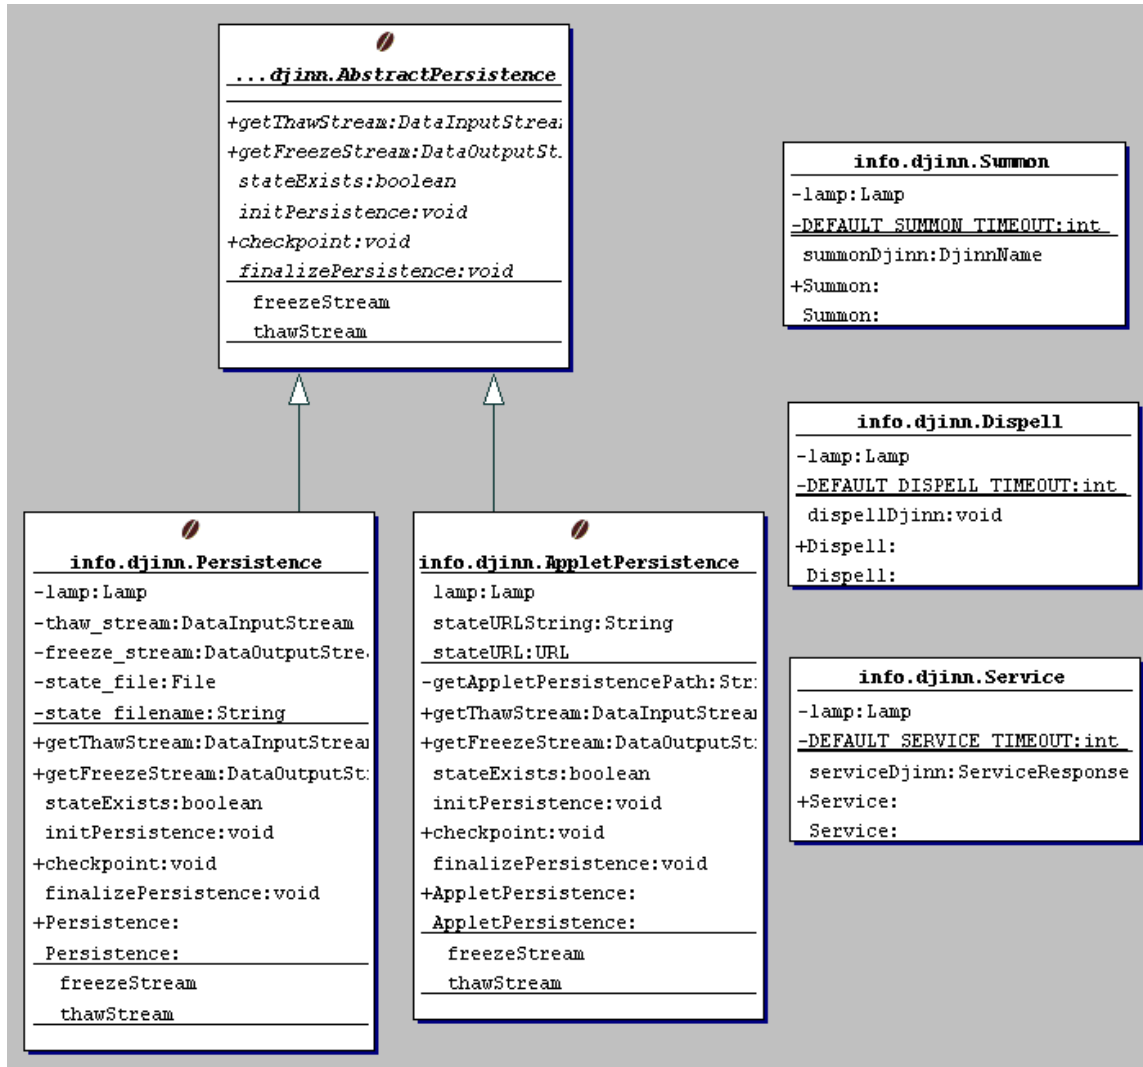 ...djinn.AbstractPersistence
+getThawStream:DataInputStream
+getFreezeStream:DataOutputSt
stateExists:boolean
initPersistence:void
+checkpoint:void
finalizePersistence:void
freezeStream
thawStream
info.djinn.Summon
-lamp:Lamp
-DEFAULT_SUMMON_TIMEOUT:int
summonDjinn:DjinnName
+Summon:
Summon:
info.djinn.Dispell
-lamp:Lamp
-DEFAULT_DISPELL_TIMEOUT:int
dispellDjinn:void
+Dispell:
Dispell:
info.djinn.Persistence
-lamp:Lamp
-thaw_stream:DataInputStream
-freeze_stream:DataOutputStrea
-state_file:File
-state_filename:String
+getThawStream:DataInputStream
+getFreezeStream:DataOutputSt
stateExists:boolean
initPersistence:void
+checkpoint:void
finalizePersistence:void
+Persistence:
Persistence:
freezeStream
thawStream
info.djinn.AppletPersistence
lamp:Lamp
stateURLString:String
stateURL:URL
-getAppletPersistencePath:Stri
+getThawStream:DataInputStream
+getFreezeStream:DataOutputSt
stateExists:boolean
initPersistence:void
+checkpoint:void
finalizePersistence:void
+AppletPersistence:
AppletPersistence:
freezeStream
thawStream
info.djinn.Service
-lamp:Lamp
-DEFAULT_SERVICE_TIMEOUT:int
serviceDjinn:ServiceResponse
+Service:
Service: